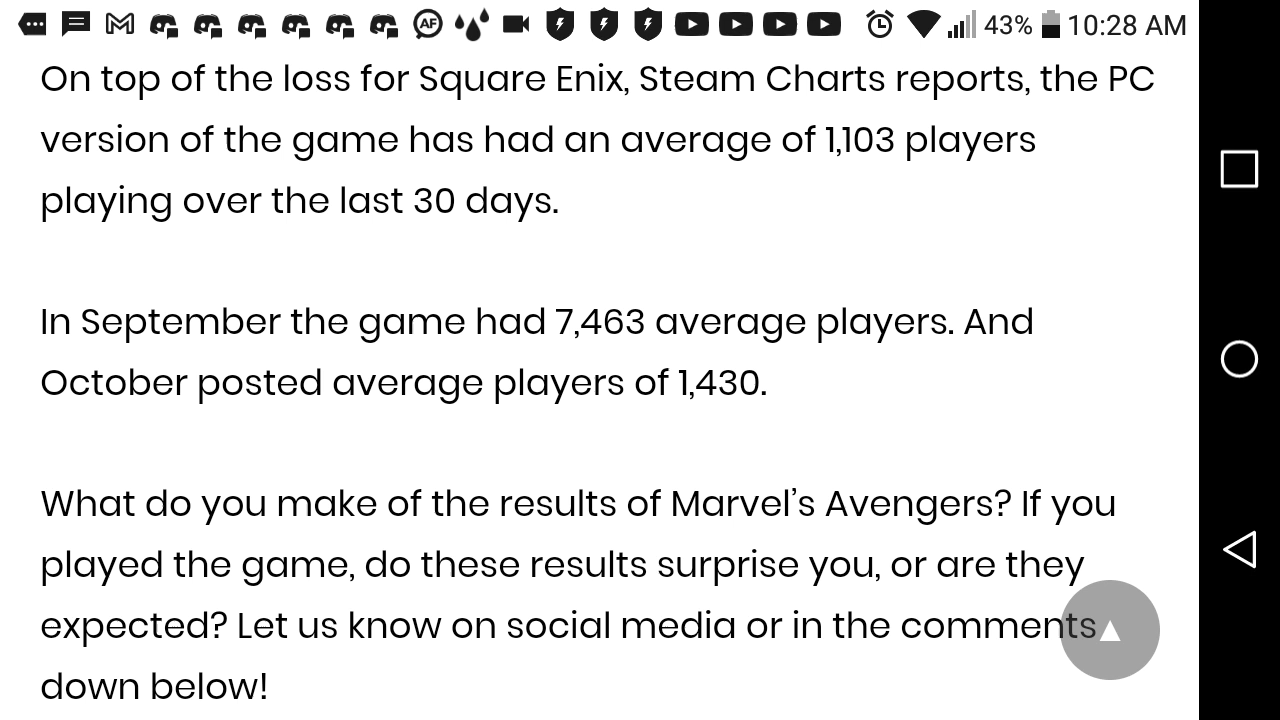 AF 43% 10:28 AM
On top of the loss for Square Enix, Steam Charts reports, the PC
version of the game has had an average of 1,103 players
playing over the last 30 days.
In September the game had 7,463 average players. And
October posted average players of 1,430.
What do you make of the results of Marvel’s Avengers? If you
played the game, do these results surprise you, or are they
expected? Let us know on social media or in the comments
down below!